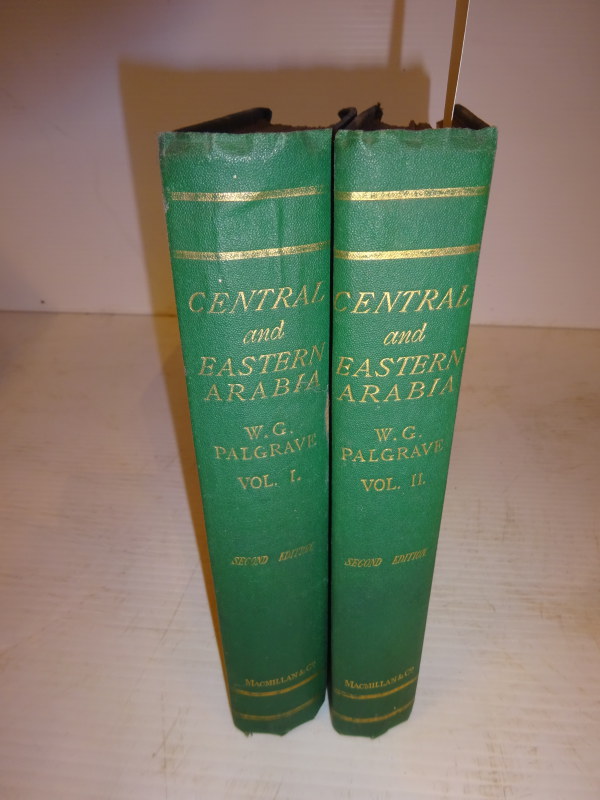 CENTRAL
and
EASTERN
ARABIA
W. G.
PALGRAVE
VOL. I.
SECOND EDITION
MACMILLAN & Co
CENTRAL
and
EASTERN
ARABIA
W. G.
PALGRAVE
VOL. II.
SECOND EDITION
MACMILLAN & Co